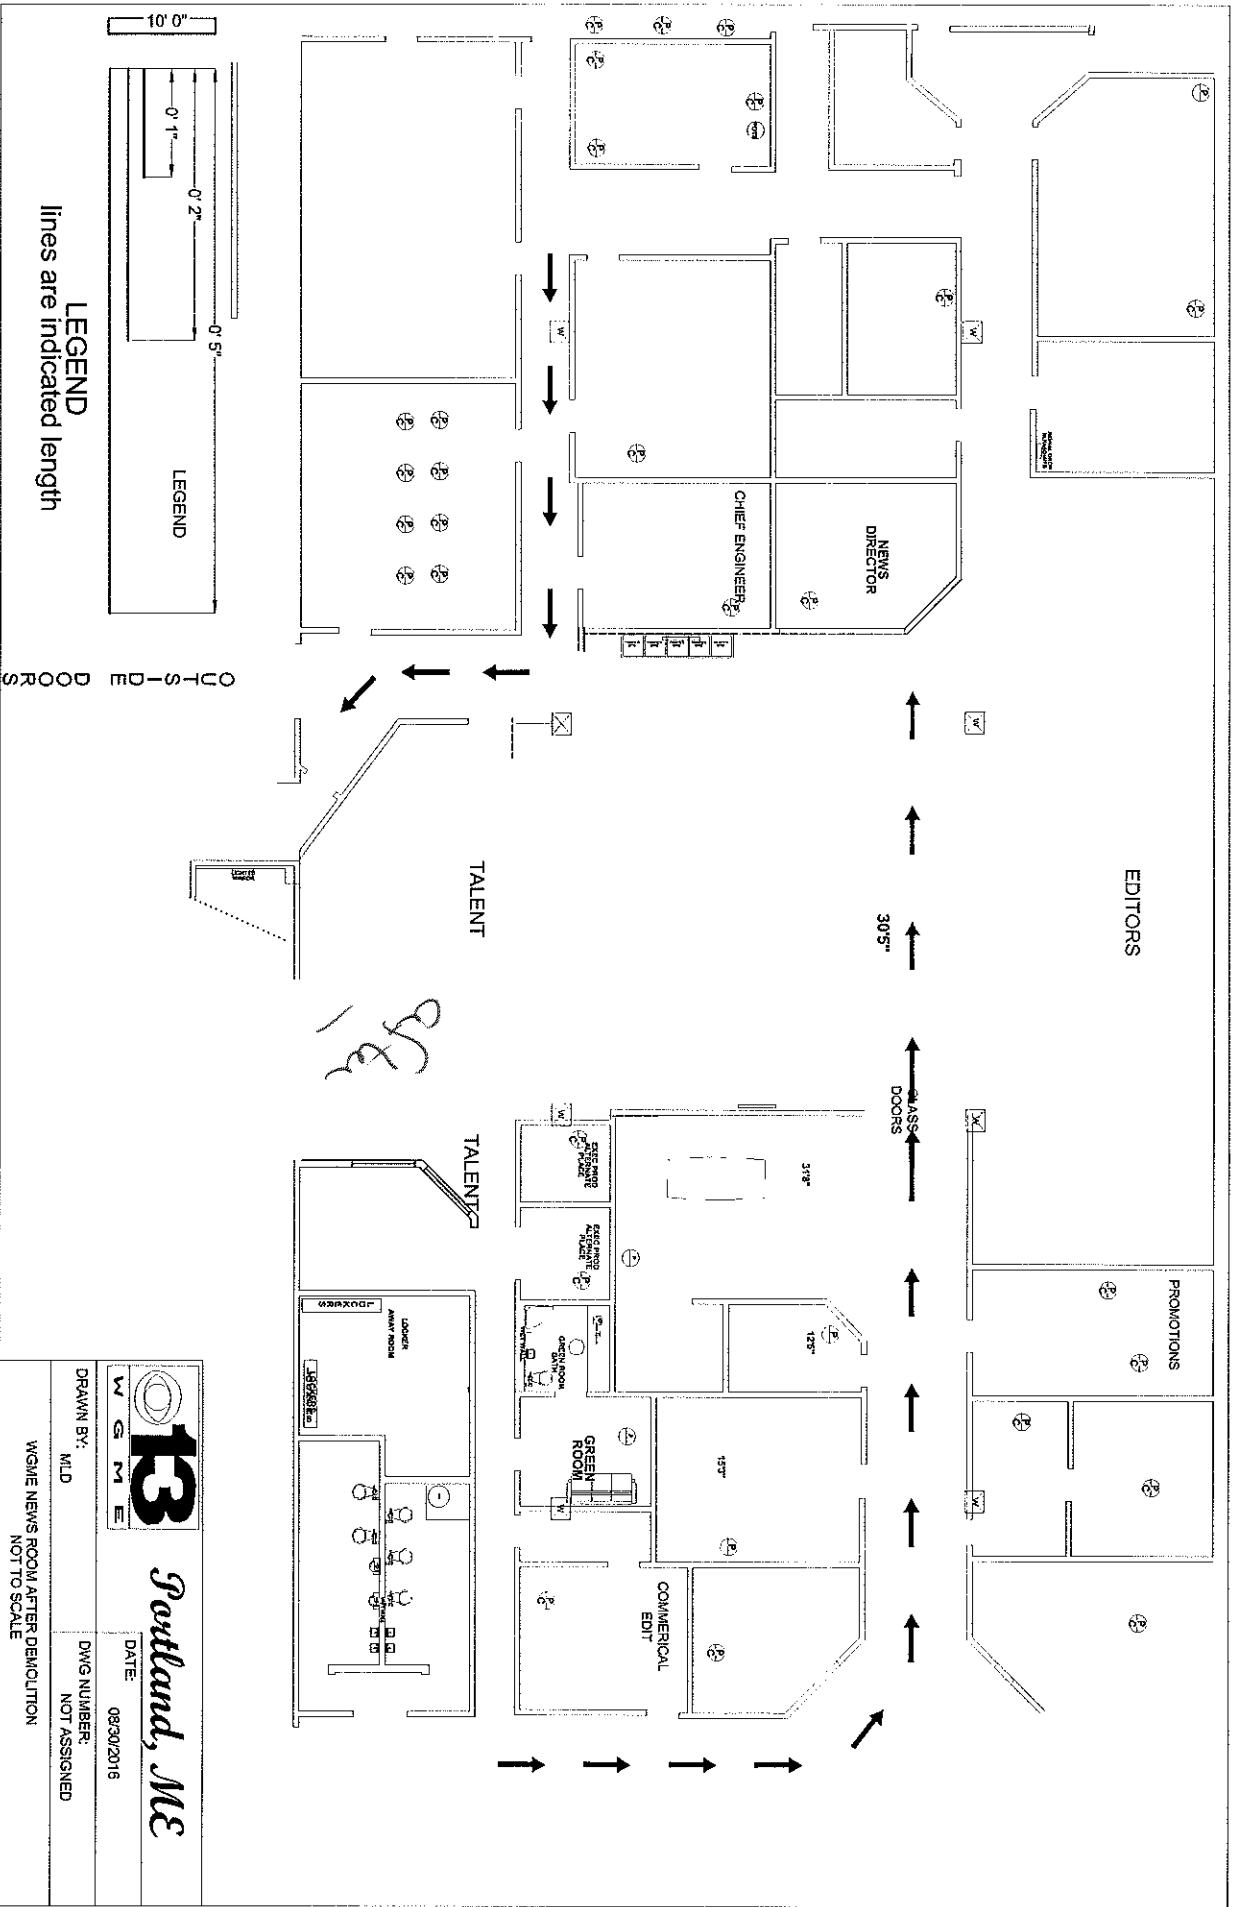 EDITORS
PROMOTIONS
30'5"
GLASS
DOORS
31'8"
12'5"
15'3"
NEWS
DIRECTOR
CHIEF ENGINEER
TALENT
TALENT
EXEC PROD
ALTERNATE
PLACE
EXEC PROD
ALTERNATE
PLACE
GREEN ROOM
BATH
GREEN
ROOM
COMMERICAL
EDIT
LOCKER
AWAY ROOM
LOCKERS
OUTSIDE DOORS
10' 0"
0' 1"
0' 2"
0' 5"
LEGEND
LEGEND
lines are indicated length
13
WGME
Portland, ME
DRAWN BY: MLD
DATE: 08/30/2016
DWG NUMBER:
NOT ASSIGNED
WGME NEWS ROOM AFTER DEMOLITION
NOT TO SCALE